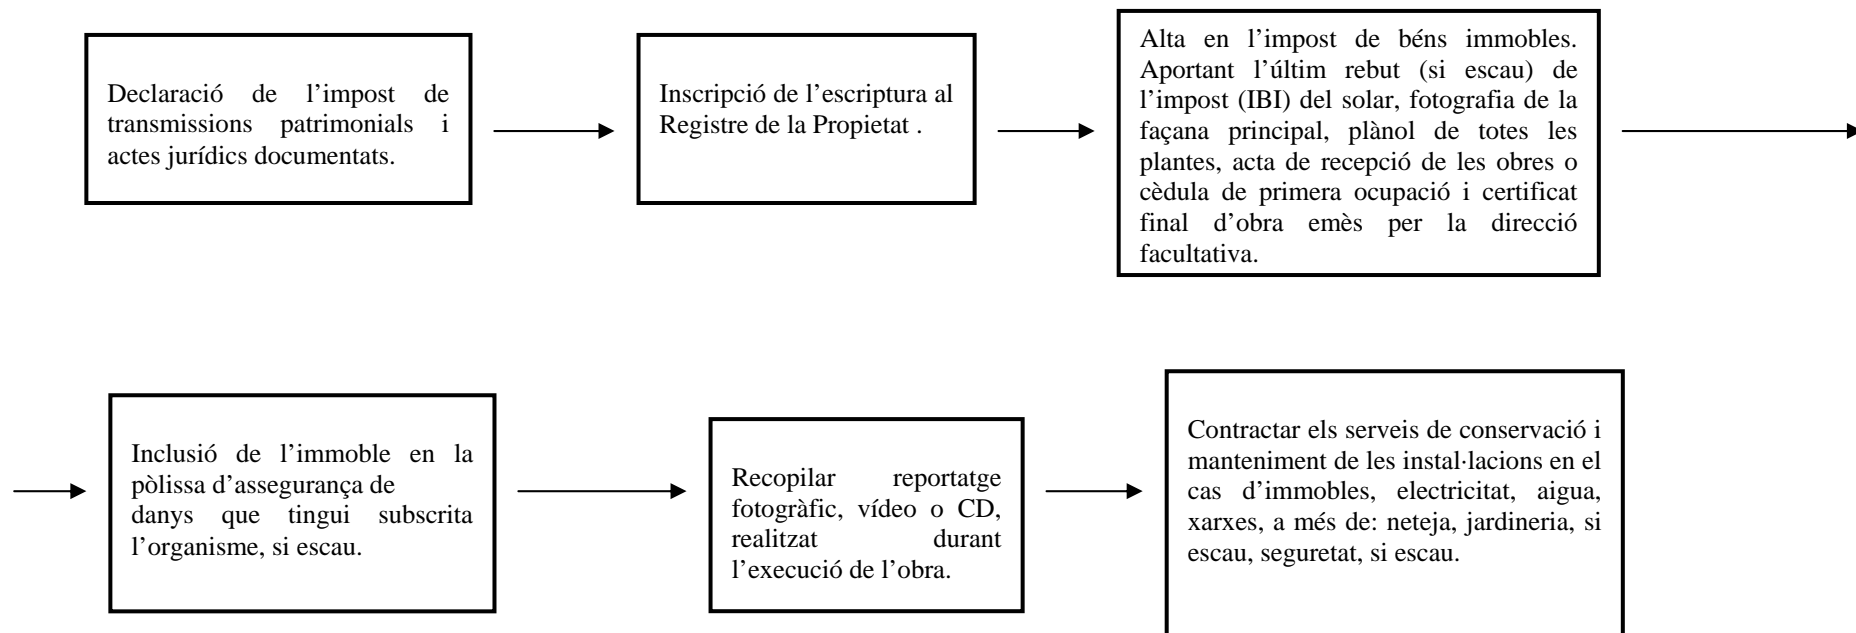 Declaració de l’impost de
transmissions patrimonials i
actes jurídics documentats.
Inscripció de l’escriptura al
Registre de la Propietat .
Alta en l’impost de béns immobles.
Aportant l’últim rebut (si escau) de
l’impost (IBI) del solar, fotografia de la
façana principal, plànol de totes les
plantes, acta de recepció de les obres o
cèdula de primera ocupació i certificat
final d’obra emès per la direcció
facultativa.
Inclusió de l’immoble en la
pòlissa d’assegurança de
danys que tingui subscrita
l’organisme, si escau.
Recopilar reportatge
fotogràfic, vídeo o CD,
realitzat durant
l’execució de l’obra.
Contractar els serveis de conservació i
manteniment de les instal·lacions en el
cas d’immobles, electricitat, aigua,
xarxes, a més de: neteja, jardineria, si
escau, seguretat, si escau.